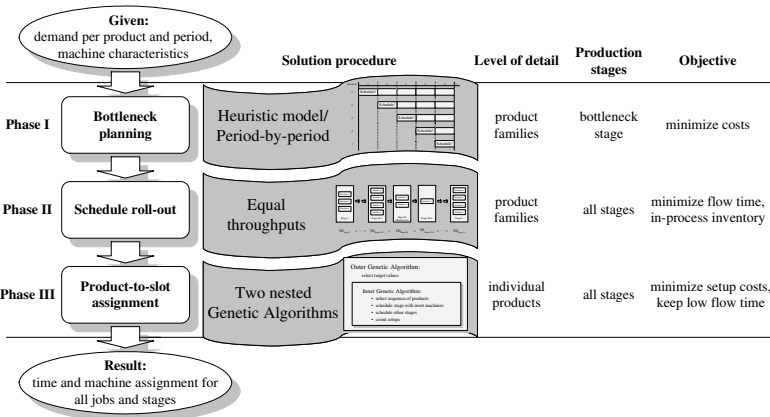 Given:
demand per product and period,
machine characteristics
Solution procedure
Level of detail
Production
stages
Objective
Phase I
Bottleneck
planning
Heuristic model/
Period-by-period
Schedule!
Schedule!
Schedule!
Schedule!
Schedule!
product
families
bottleneck
stage
minimize costs
Phase II
Schedule roll-out
Equal
throughputs
product
families
all stages
minimize flow time,
in-process inventory
Phase III
Product-to-slot
assignment
Two nested
Genetic Algorithms
Outer Genetic Algorithm:
select target values
Inner Genetic Algorithm:
• select sequence of products
• schedule stage with most machines
• schedule other stages
• count setups
individual
products
all stages
minimize setup costs,
keep low flow time
Result:
time and machine assignment for
all jobs and stages